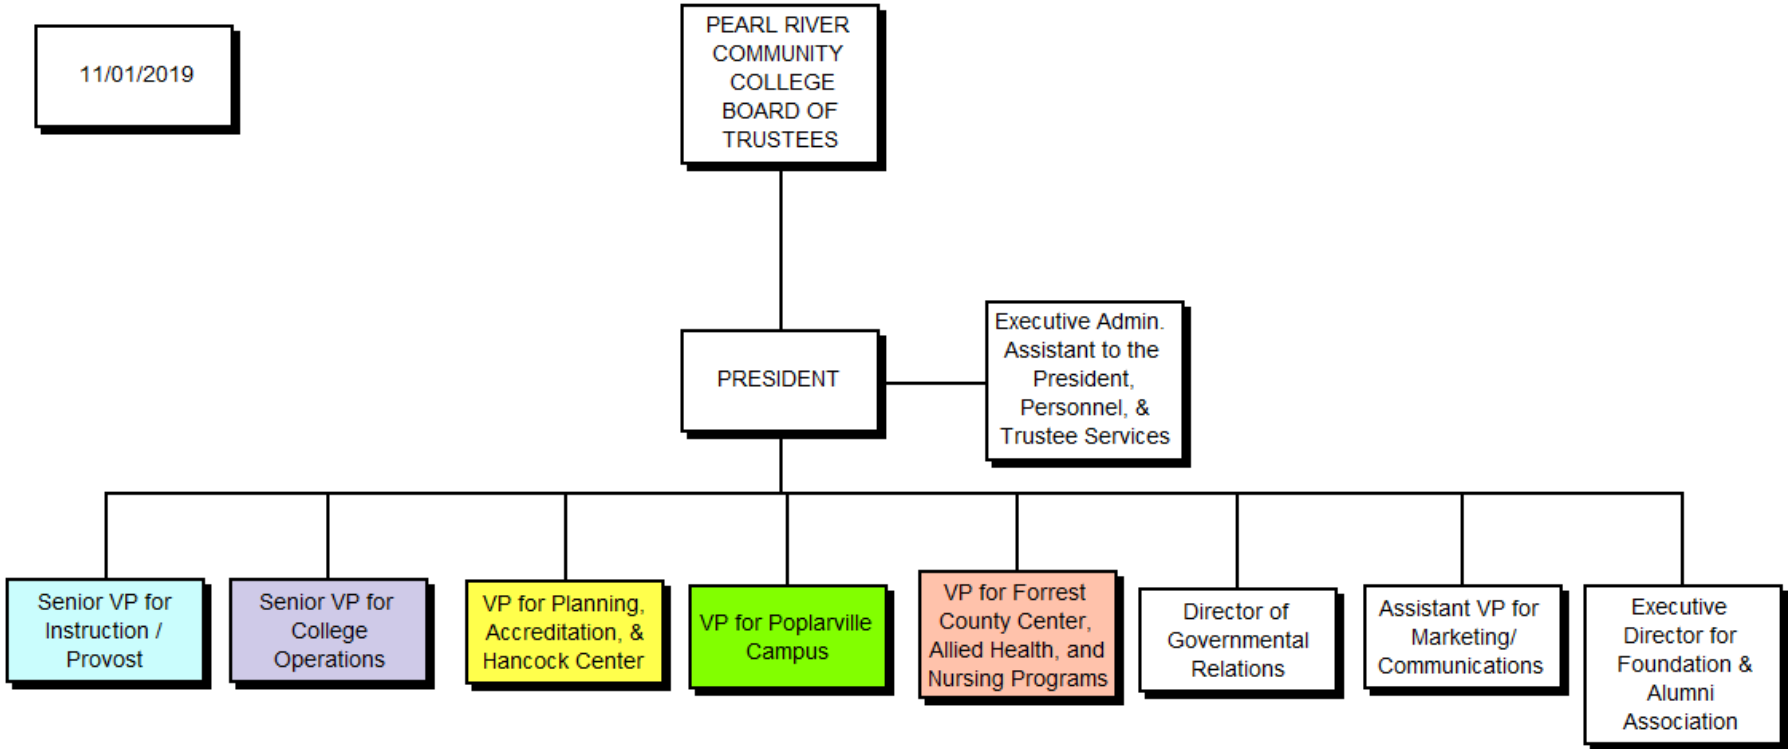 11/01/2019
PEARL RIVER
COMMUNITY
COLLEGE
BOARD OF
TRUSTEES
PRESIDENT
Executive Admin.
Assistant to the
President,
Personnel, &
Trustee Services
Senior VP for
Instruction /
Provost
Senior VP for
College
Operations
VP for Planning,
Accreditation, &
Hancock Center
VP for Poplarville
Campus
VP for Forrest
County Center,
Allied Health, and
Nursing Programs
Director of
Governmental
Relations
Assistant VP for
Marketing/
Communications
Executive
Director for
Foundation &
Alumni
Association